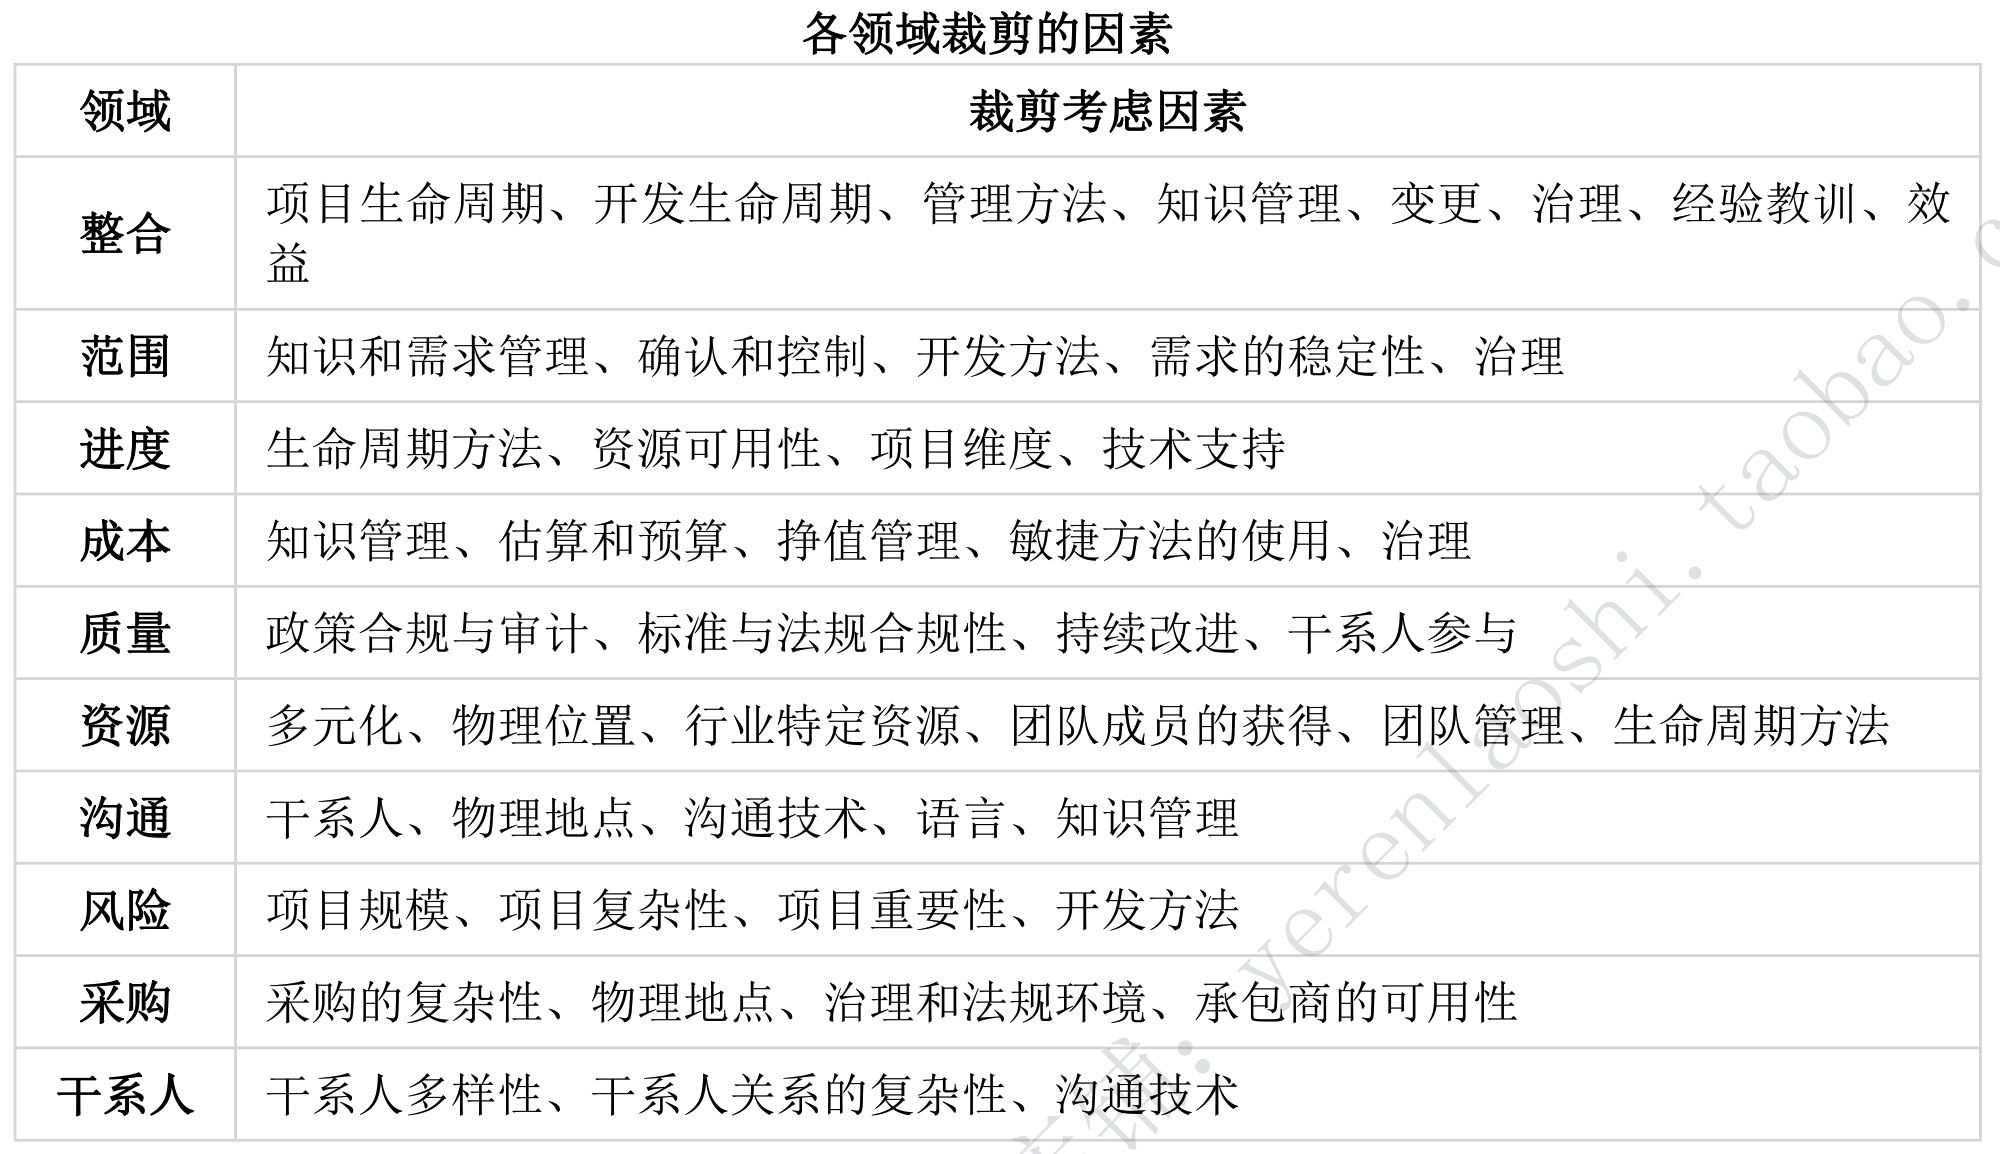 各领域裁剪的因素
领域 裁剪考虑因素
整合 项目生命周期、开发生命周期、管理方法、知识管理、变更、治理、经验教训、效
益
范围 知识和需求管理、确认和控制、开发方法、需求的稳定性、治理
进度 生命周期方法、资源可用性、项目维度、技术支持
成本 知识管理、估算和预算、挣值管理、敏捷方法的使用、治理
质量 政策合规与审计、标准与法规合规性、持续改进、干系人参与
资源 多元化、物理位置、行业特定资源、团队成员的获得、团队管理、生命周期方法
沟通 干系人、物理地点、沟通技术、语言、知识管理
风险 项目规模、项目复杂性、项目重要性、开发方法
采购 采购的复杂性、物理地点、治理和法规环境、承包商的可用性
干系人 干系人多样性、干系人关系的复杂性、沟通技术
铺: yerenlaoshi.taobao.c